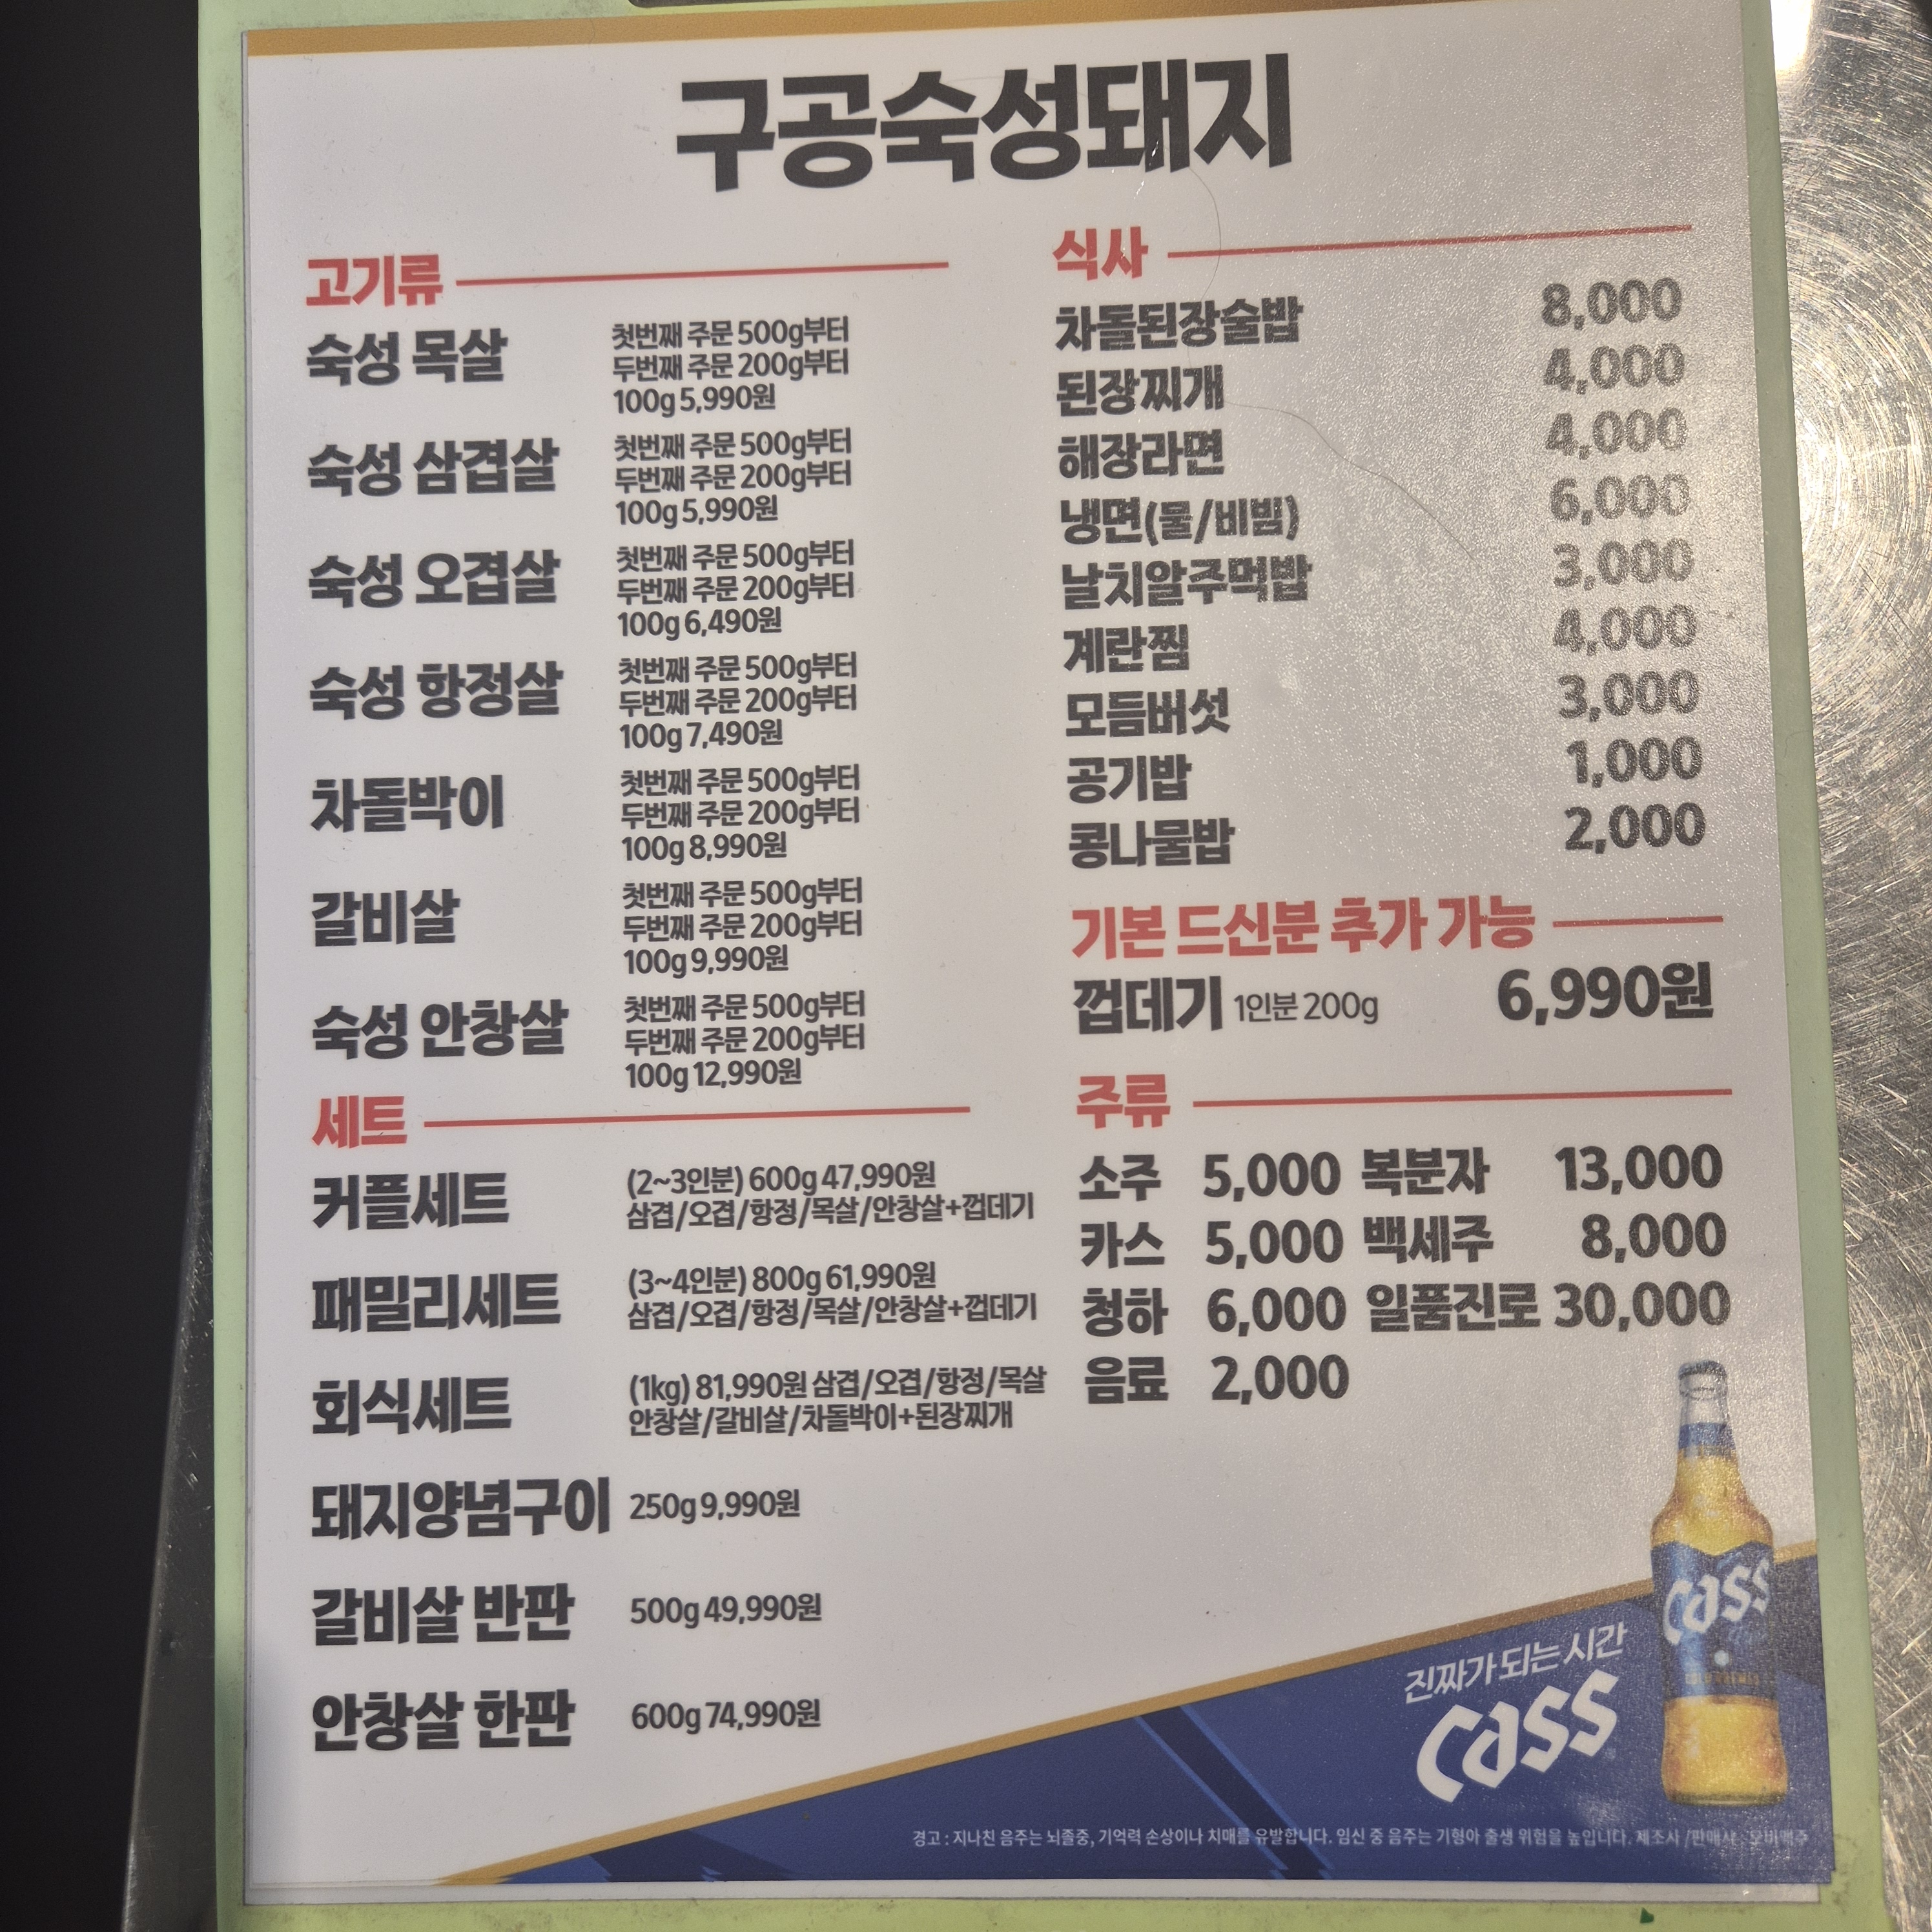 구공숙성돼지
고기류
숙성 목살
첫번째 주문 500g부터
두번째 주문 200g부터
100g 5,990원
숙성 삼겹살
첫번째 주문 500g부터
두번째 주문 200g부터
100g 5,990원
숙성 오겹살
첫번째 주문 500g부터
두번째 주문 200g부터
100g 6,490원
숙성 항정살
첫번째 주문 500g부터
두번째 주문 200g부터
100g 7,490원
차돌박이
첫번째 주문 500g부터
두번째 주문 200g부터
100g 8,990원
갈비살
첫번째 주문 500g부터
두번째 주문 200g부터
100g 9,990원
숙성 안창살
첫번째 주문 500g부터
두번째 주문 200g부터
100g 12,990원
세트
커플세트
(2~3인분) 600g 47,990원
삼겹/오겹/항정/목살/안창살+껍데기
패밀리세트
(3~4인분) 800g 61,990원
삼겹/오겹/항정/목살/안창살+껍데기
회식세트
(1kg) 81,990원 삼겹/오겹/항정/목살
안창살/갈비살/차돌박이+된장찌개
돼지양념구이 250g 9,990원
갈비살 반판 500g 49,990원
안창살 한판 600g 74,990원
식사
차돌된장술밥 8,000
된장찌개 4,000
해장라면 4,000
냉면(물/비빔) 6,000
날치알주먹밥 3,000
계란찜 4,000
모듬버섯 3,000
공기밥 1,000
콩나물밥 2,000
기본 드신분 추가 가능
껍데기 1인분 200g 6,990원
주류
소주 5,000 복분자 13,000
카스 5,000 백세주 8,000
청하 6,000 일품진로 30,000
음료 2,000
cass
진짜가 되는 시간
cass
경고 : 지나친 음주는 뇌졸중, 기억력 손상이나 치매를 유발합니다. 임신 중 음주는 기형아 출생 위험을 높입니다. 제조사 / 판매사 : 오비맥주